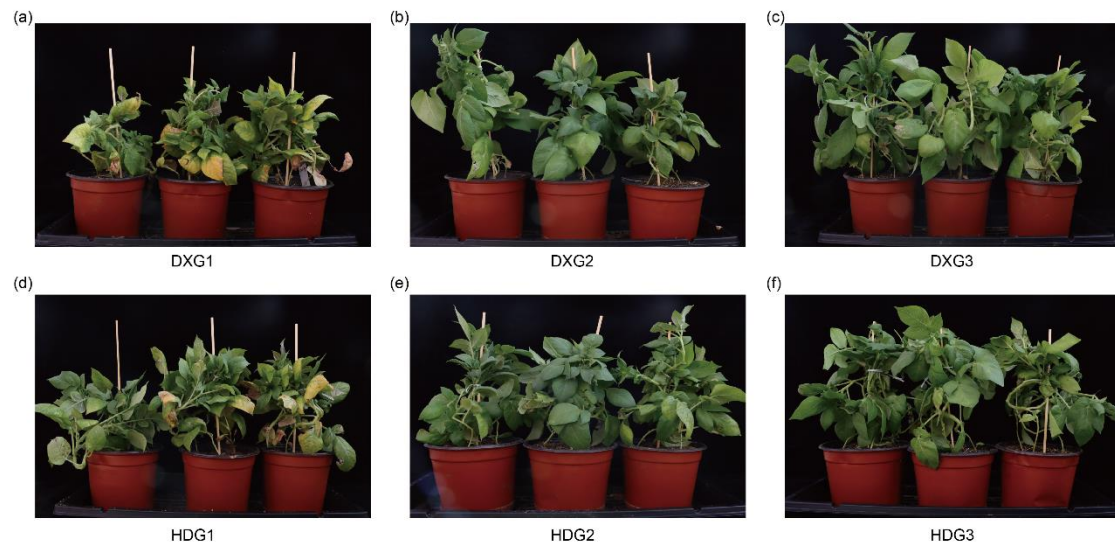 (a) (b) (c)
DXG1 DXG2 DXG3
(d) (e) (f)
HDG1 HDG2 HDG3